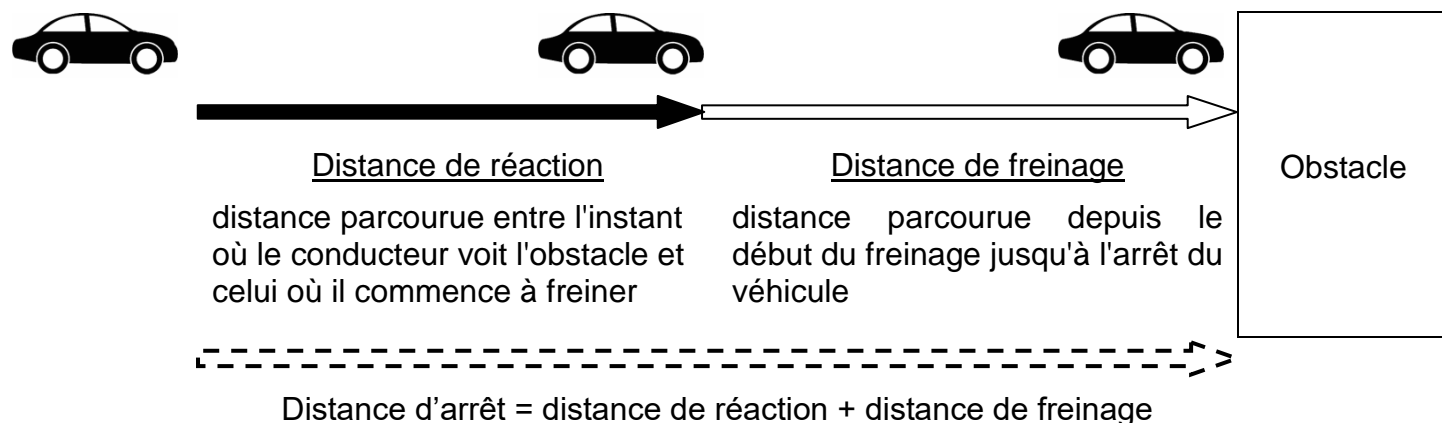 Distance de réaction
distance parcourue entre l'instant
où le conducteur voit l'obstacle et
celui où il commence à freiner
Distance de freinage
distance parcourue depuis le
début du freinage jusqu'à l'arrêt du
véhicule
Obstacle
Distance d’arrêt = distance de réaction + distance de freinage